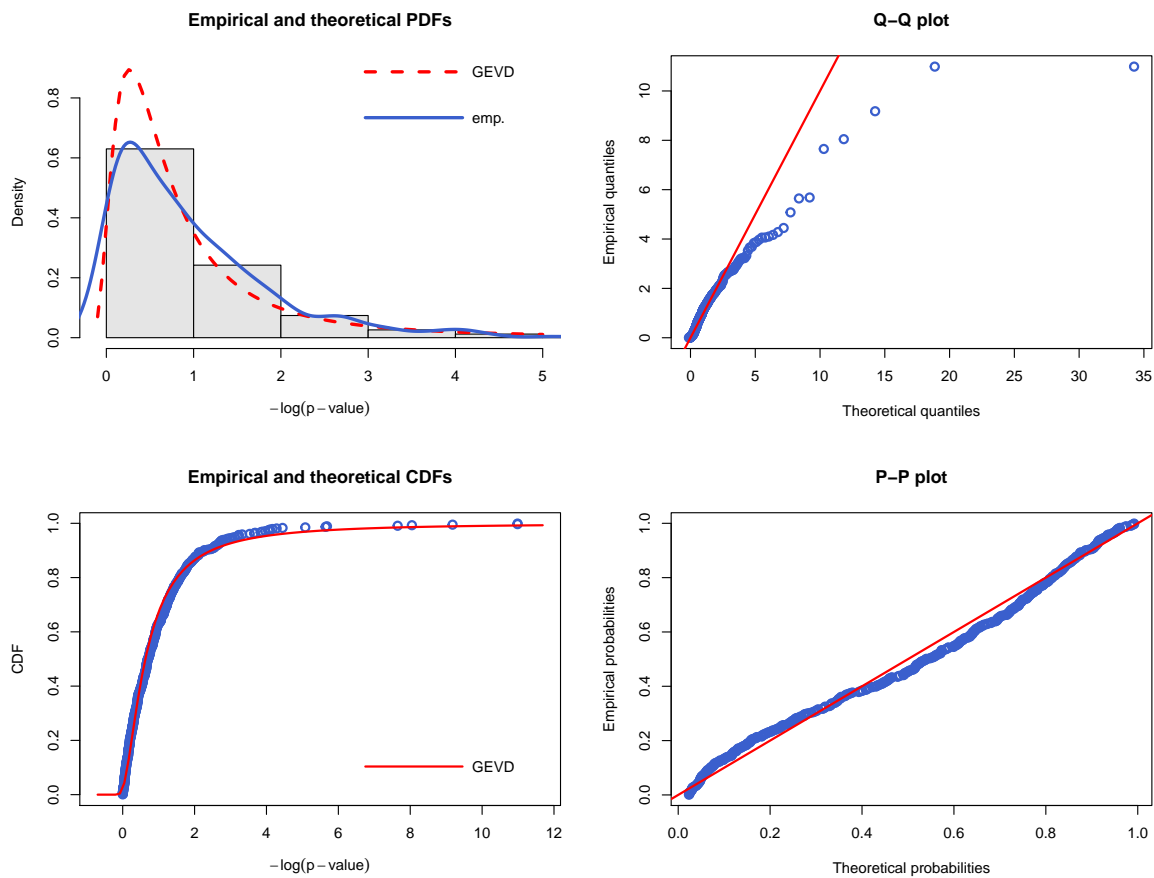 Empirical and theoretical PDFs
Density
0.0 0.2 0.4 0.6 0.8
GEVD
emp.
0 1 2 3 4 5
−log(p−value)
Q−Q plot
Empirical quantiles
0 2 4 6 8 10
0 5 10 15 20 25 30 35
Theoretical quantiles
Empirical and theoretical CDFs
CDF
0.0 0.2 0.4 0.6 0.8 1.0
GEVD
0 2 4 6 8 10 12
−log(p−value)
P−P plot
Empirical probabilities
0.0 0.2 0.4 0.6 0.8 1.0
0.0 0.2 0.4 0.6 0.8 1.0
Theoretical probabilities